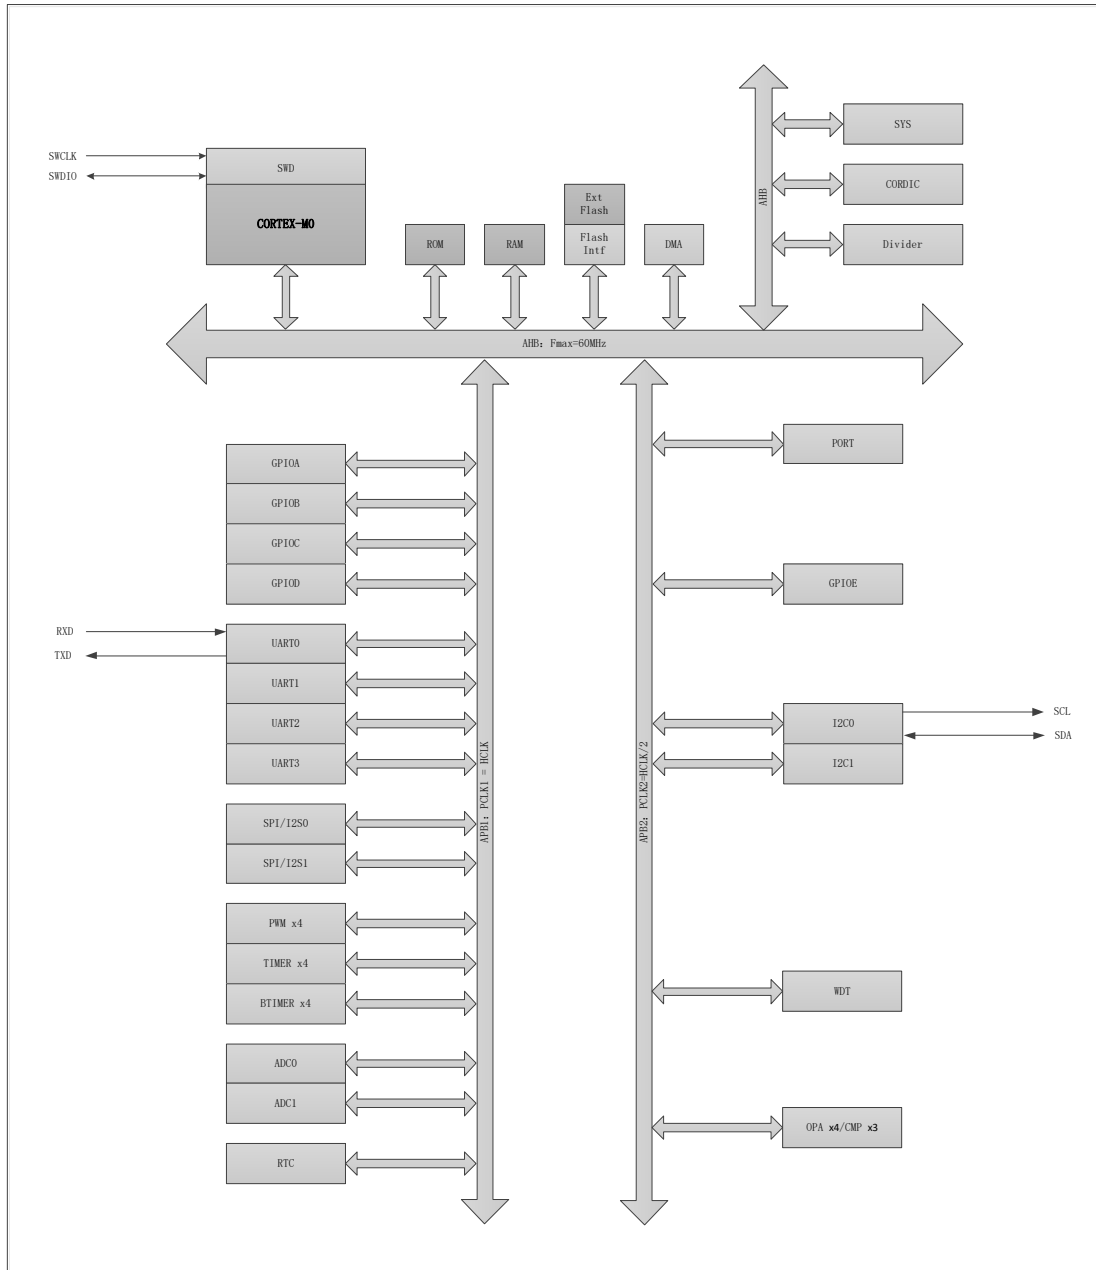 SYS
SWCLK
SWD
SWDIO
CORDIC
AHB
Ext
Flash
CORTEX-M0
ROM
RAM
Flash
Intf
DMA
Divider
AHB: Fmax=60MHz
PORT
GPIOA
GPIOB
GPIOC
GPIOD
GPIOE
RXD
TXD
UART0
UART1
UART2
UART3
I2C0
I2C1
SCL
SDA
APB1: PCLK1 = HCLK
APB2: PCLK2=HCLK/2
SPI/I2S0
SPI/I2S1
PWM x4
TIMER x4
BTIMER x4
WDT
ADC0
ADC1
OPA x4/CMP x3
RTC